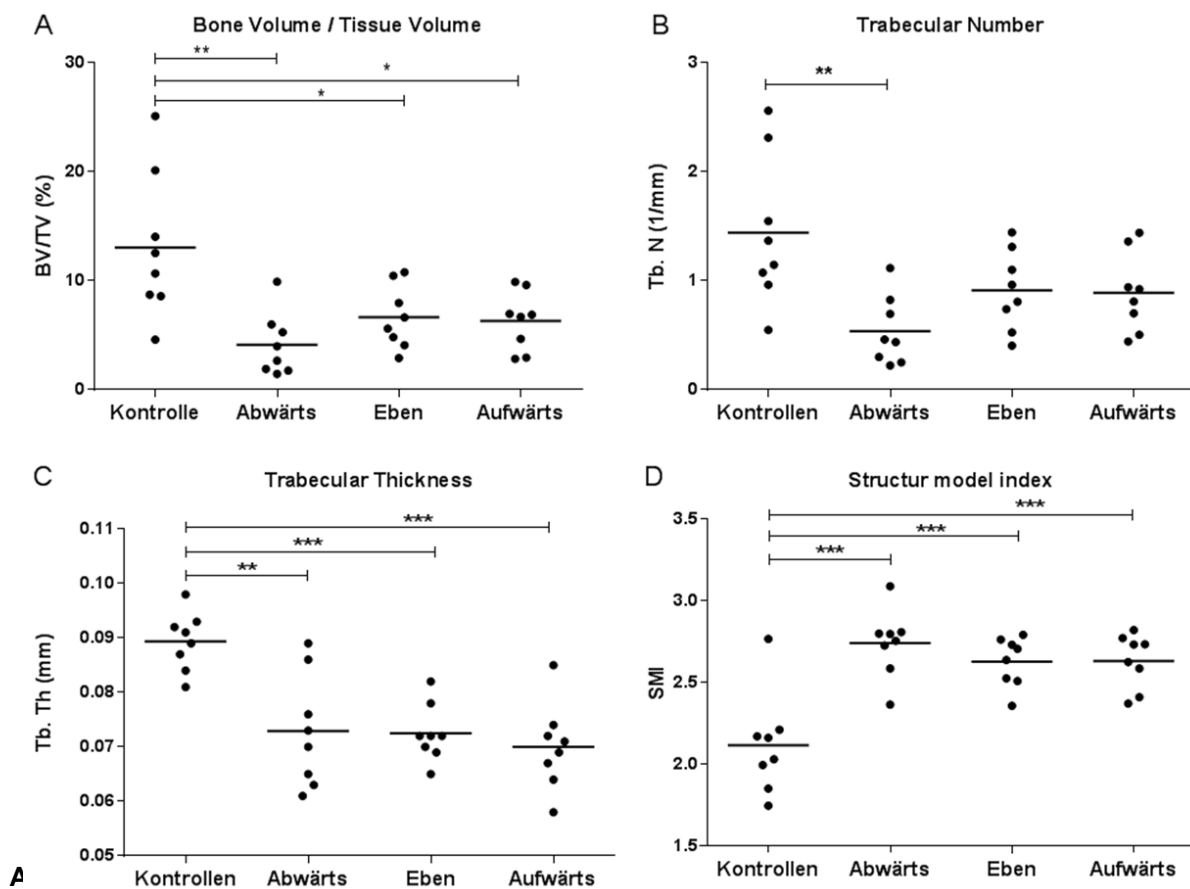 A
Bone Volume / Tissue Volume
30
20
10
0
BV/TV (%)
**
*
*
Kontrolle Abwärts Eben Aufwärts
B
Trabecular Number
3
2
1
0
Tb. N (1/mm)
**
Kontrollen Abwärts Eben Aufwärts
C
Trabecular Thickness
0.11
0.10
0.09
0.08
0.07
0.06
0.05
Tb. Th (mm)
***
***
**
Kontrollen Abwärts Eben Aufwärts
D
Structur model index
3.5
3.0
2.5
2.0
1.5
SMI
***
***
***
Kontrollen Abwärts Eben Aufwärts